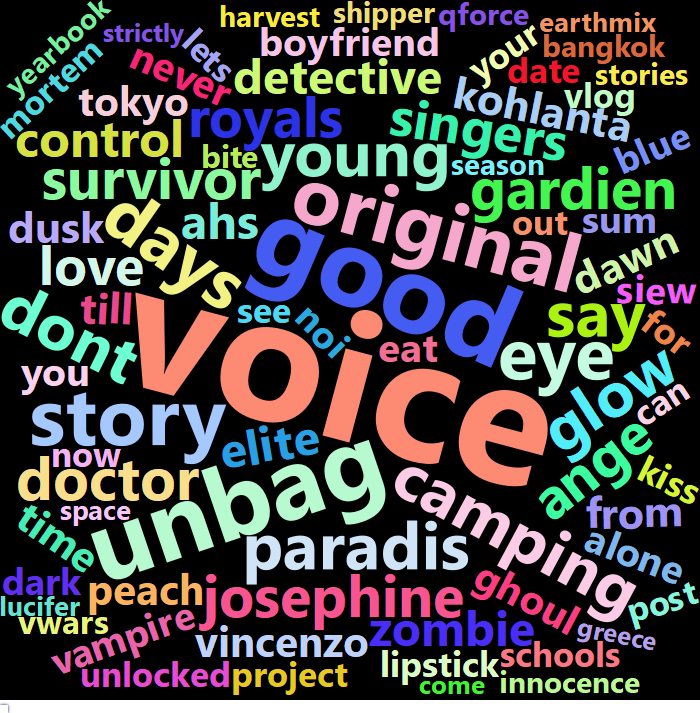 harvest
shipper
qforce
earthmix
strictly
yearbook
lets
boyfriend
your
bangkok
mortem
never
detective
date
stories
tokyo
royals
kohlanta
vlog
control
singers
blue
bite
young
season
survivor
gardien
original
dusk
days
ahs
out
sum
good
dawn
love
siew
dont
till
see
noi
say
for
voice
eat
eye
you
glow
can
story
elite
now
ange
kiss
doctor
unbag
camping
space
from
time
paradis
alone
dark
peach
josephine
ghoul
post
lucifer
vwars
vampire
vincenzo
zombie
greece
unlocked
project
lipstick
schools
come
innocence